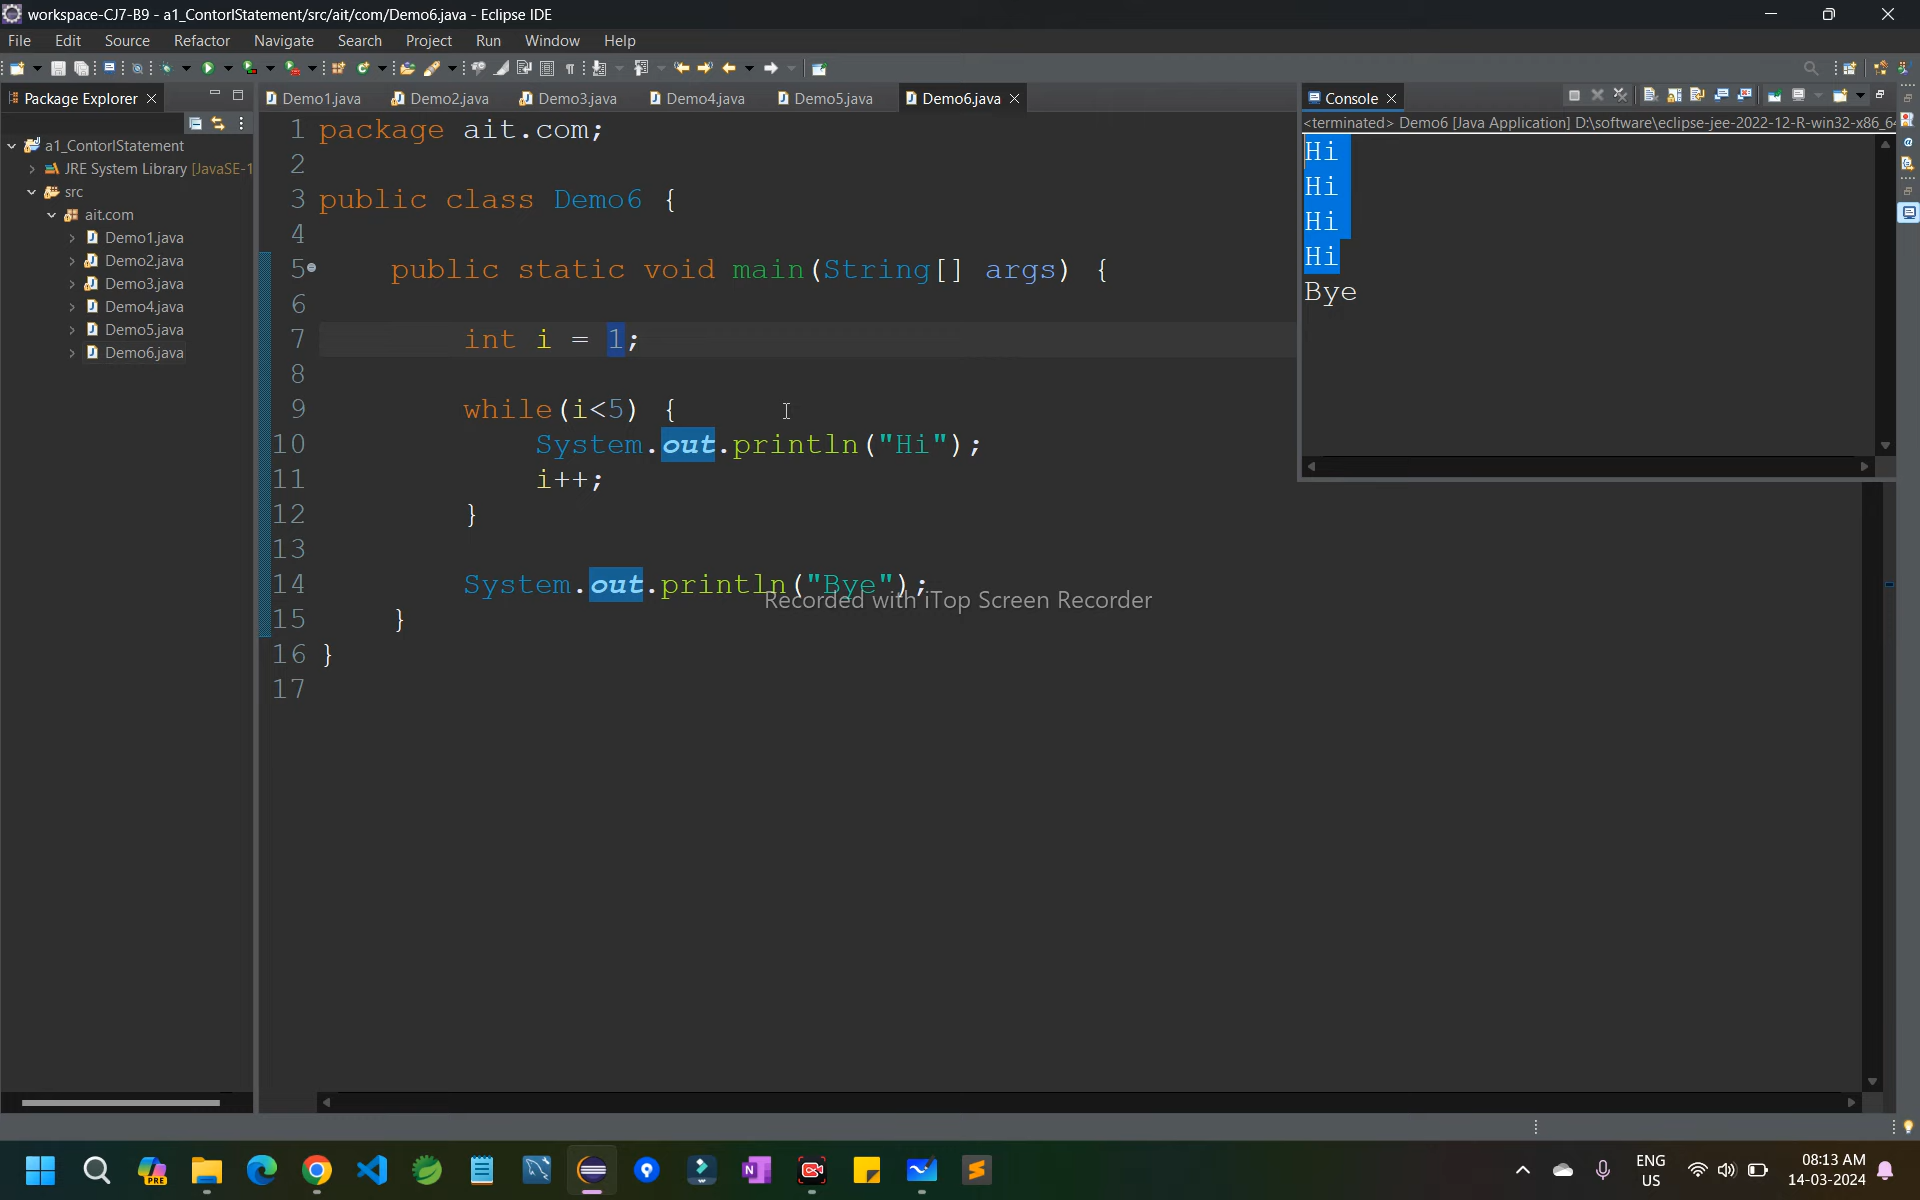 workspace-CJ7-B9 - a1_ContorlStatement/src/ait/com/Demo6.java - Eclipse IDE
File Edit Source Refactor Navigate Search Project Run Window Help
Package Explorer
Demo1.java Demo2.java Demo3.java Demo4.java Demo5.java Demo6.java
Console
a1_ContorlStatement
JRE System Library [JavaSE-1
src
ait.com
Demo1.java
Demo2.java
Demo3.java
Demo4.java
Demo5.java
Demo6.java
1 package ait.com;
2
3 public class Demo6 {
4
5 public static void main(String[] args) {
6
7 int i = 1;
8
9 while(i<5) {
10 System.out.println("Hi");
11 i++;
12 }
13
14 System.out.println("Bye");
15 }
16 }
17
Recorded with iTop Screen Recorder
<terminated> Demo6 [Java Application] D:\software\eclipse-jee-2022-12-R-win32-x86_64
Hi
Hi
Hi
Hi
Bye
PRE
ENG
US
08:13 AM
14-03-2024